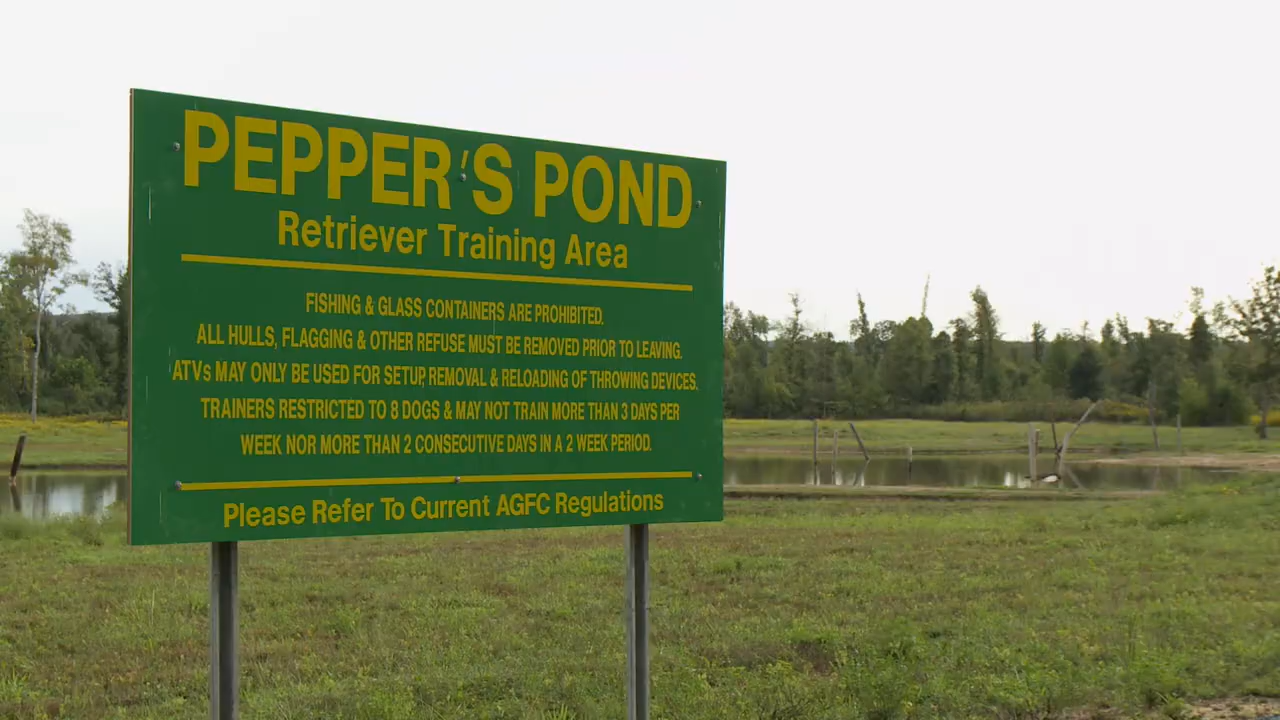 PEPPER'S POND
Retriever Training Area
FISHING & GLASS CONTAINERS ARE PROHIBITED.
ALL HULLS, FLAGGING & OTHER REFUSE MUST BE REMOVED PRIOR TO LEAVING.
ATVs MAY ONLY BE USED FOR SETUP, REMOVAL & RELOADING OF THROWING DEVICES.
TRAINERS RESTRICTED TO 8 DOGS & MAY NOT TRAIN MORE THAN 3 DAYS PER
WEEK NOR MORE THAN 2 CONSECUTIVE DAYS IN A 2 WEEK PERIOD.
Please Refer To Current AGFC Regulations